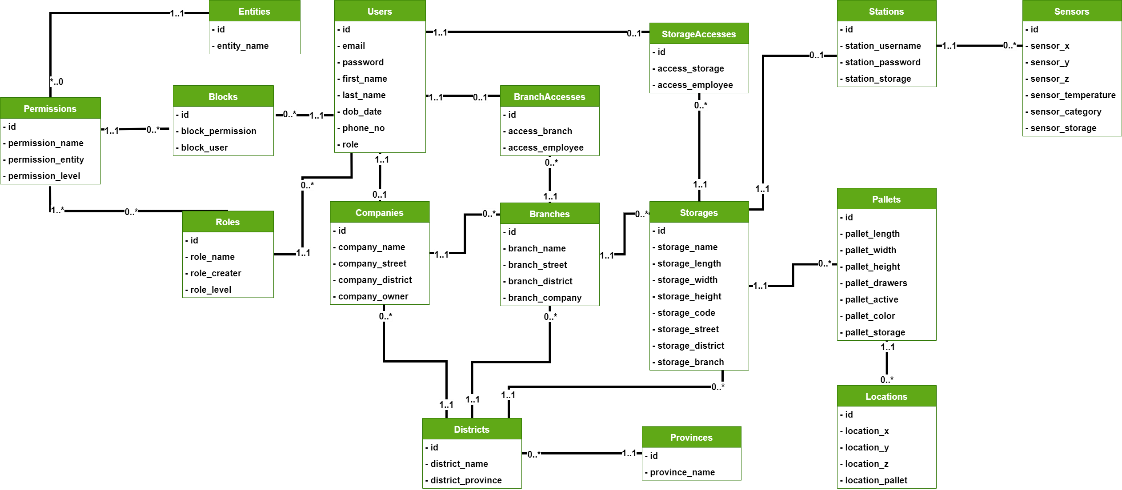 Entities
- id
- entity_name
Users
- id
- email
- password
- first_name
- last_name
- dob_date
- phone_no
- role
StorageAccesses
- id
- access_storage
- access_employee
Stations
- id
- station_username
- station_password
- station_storage
Sensors
- id
- sensor_x
- sensor_y
- sensor_z
- sensor_temperature
- sensor_category
- sensor_storage
1..1
*..0
1..1
0..1
0..1
1..1
1..1
0..*
Permissions
- id
- permission_name
- permission_entity
- permission_level
1..1
0..*
Blocks
- id
- block_permission
- block_user
0..*
1..1
1..1
0..1
BranchAccesses
- id
- access_branch
- access_employee
0..*
1..1
0..*
1..1
1..*
0..*
Roles
- id
- role_name
- role_creater
- role_level
0..*
1..1
1..1
0..1
Companies
- id
- company_name
- company_street
- company_district
- company_owner
1..1
0..*
Branches
- id
- branch_name
- branch_street
- branch_district
- branch_company
1..1
0..*
Storages
- id
- storage_name
- storage_length
- storage_width
- storage_height
- storage_code
- storage_street
- storage_district
- storage_branch
1..1
0..*
Pallets
- id
- pallet_length
- pallet_width
- pallet_height
- pallet_drawers
- pallet_active
- pallet_color
- pallet_storage
1..1
0..*
Locations
- id
- location_x
- location_y
- location_z
- location_pallet
0..*
0..*
0..*
1..1
1..1
1..1
Districts
- id
- district_name
- district_province
0..*
1..1
Provinces
- id
- province_name